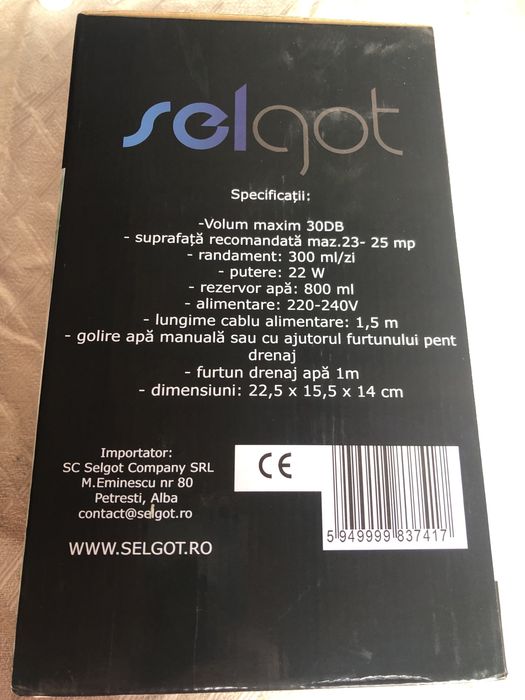 selgot
Specificații:
-Volum maxim 30DB
- suprafață recomandată maz.23- 25 mp
- randament: 300 ml/zi
- putere: 22 W
- rezervor apă: 800 ml
- alimentare: 220-240V
- lungime cablu alimentare: 1,5 m
- golire apă manuală sau cu ajutorul furtunului pent
drenaj
- furtun drenaj apă 1m
- dimensiuni: 22,5 x 15,5 x 14 cm
Importator:
SC Selgot Company SRL
M.Eminescu nr 80
Petresti, Alba
contact@selgot.ro
WWW.SELGOT.RO
CE
5 949999 837417